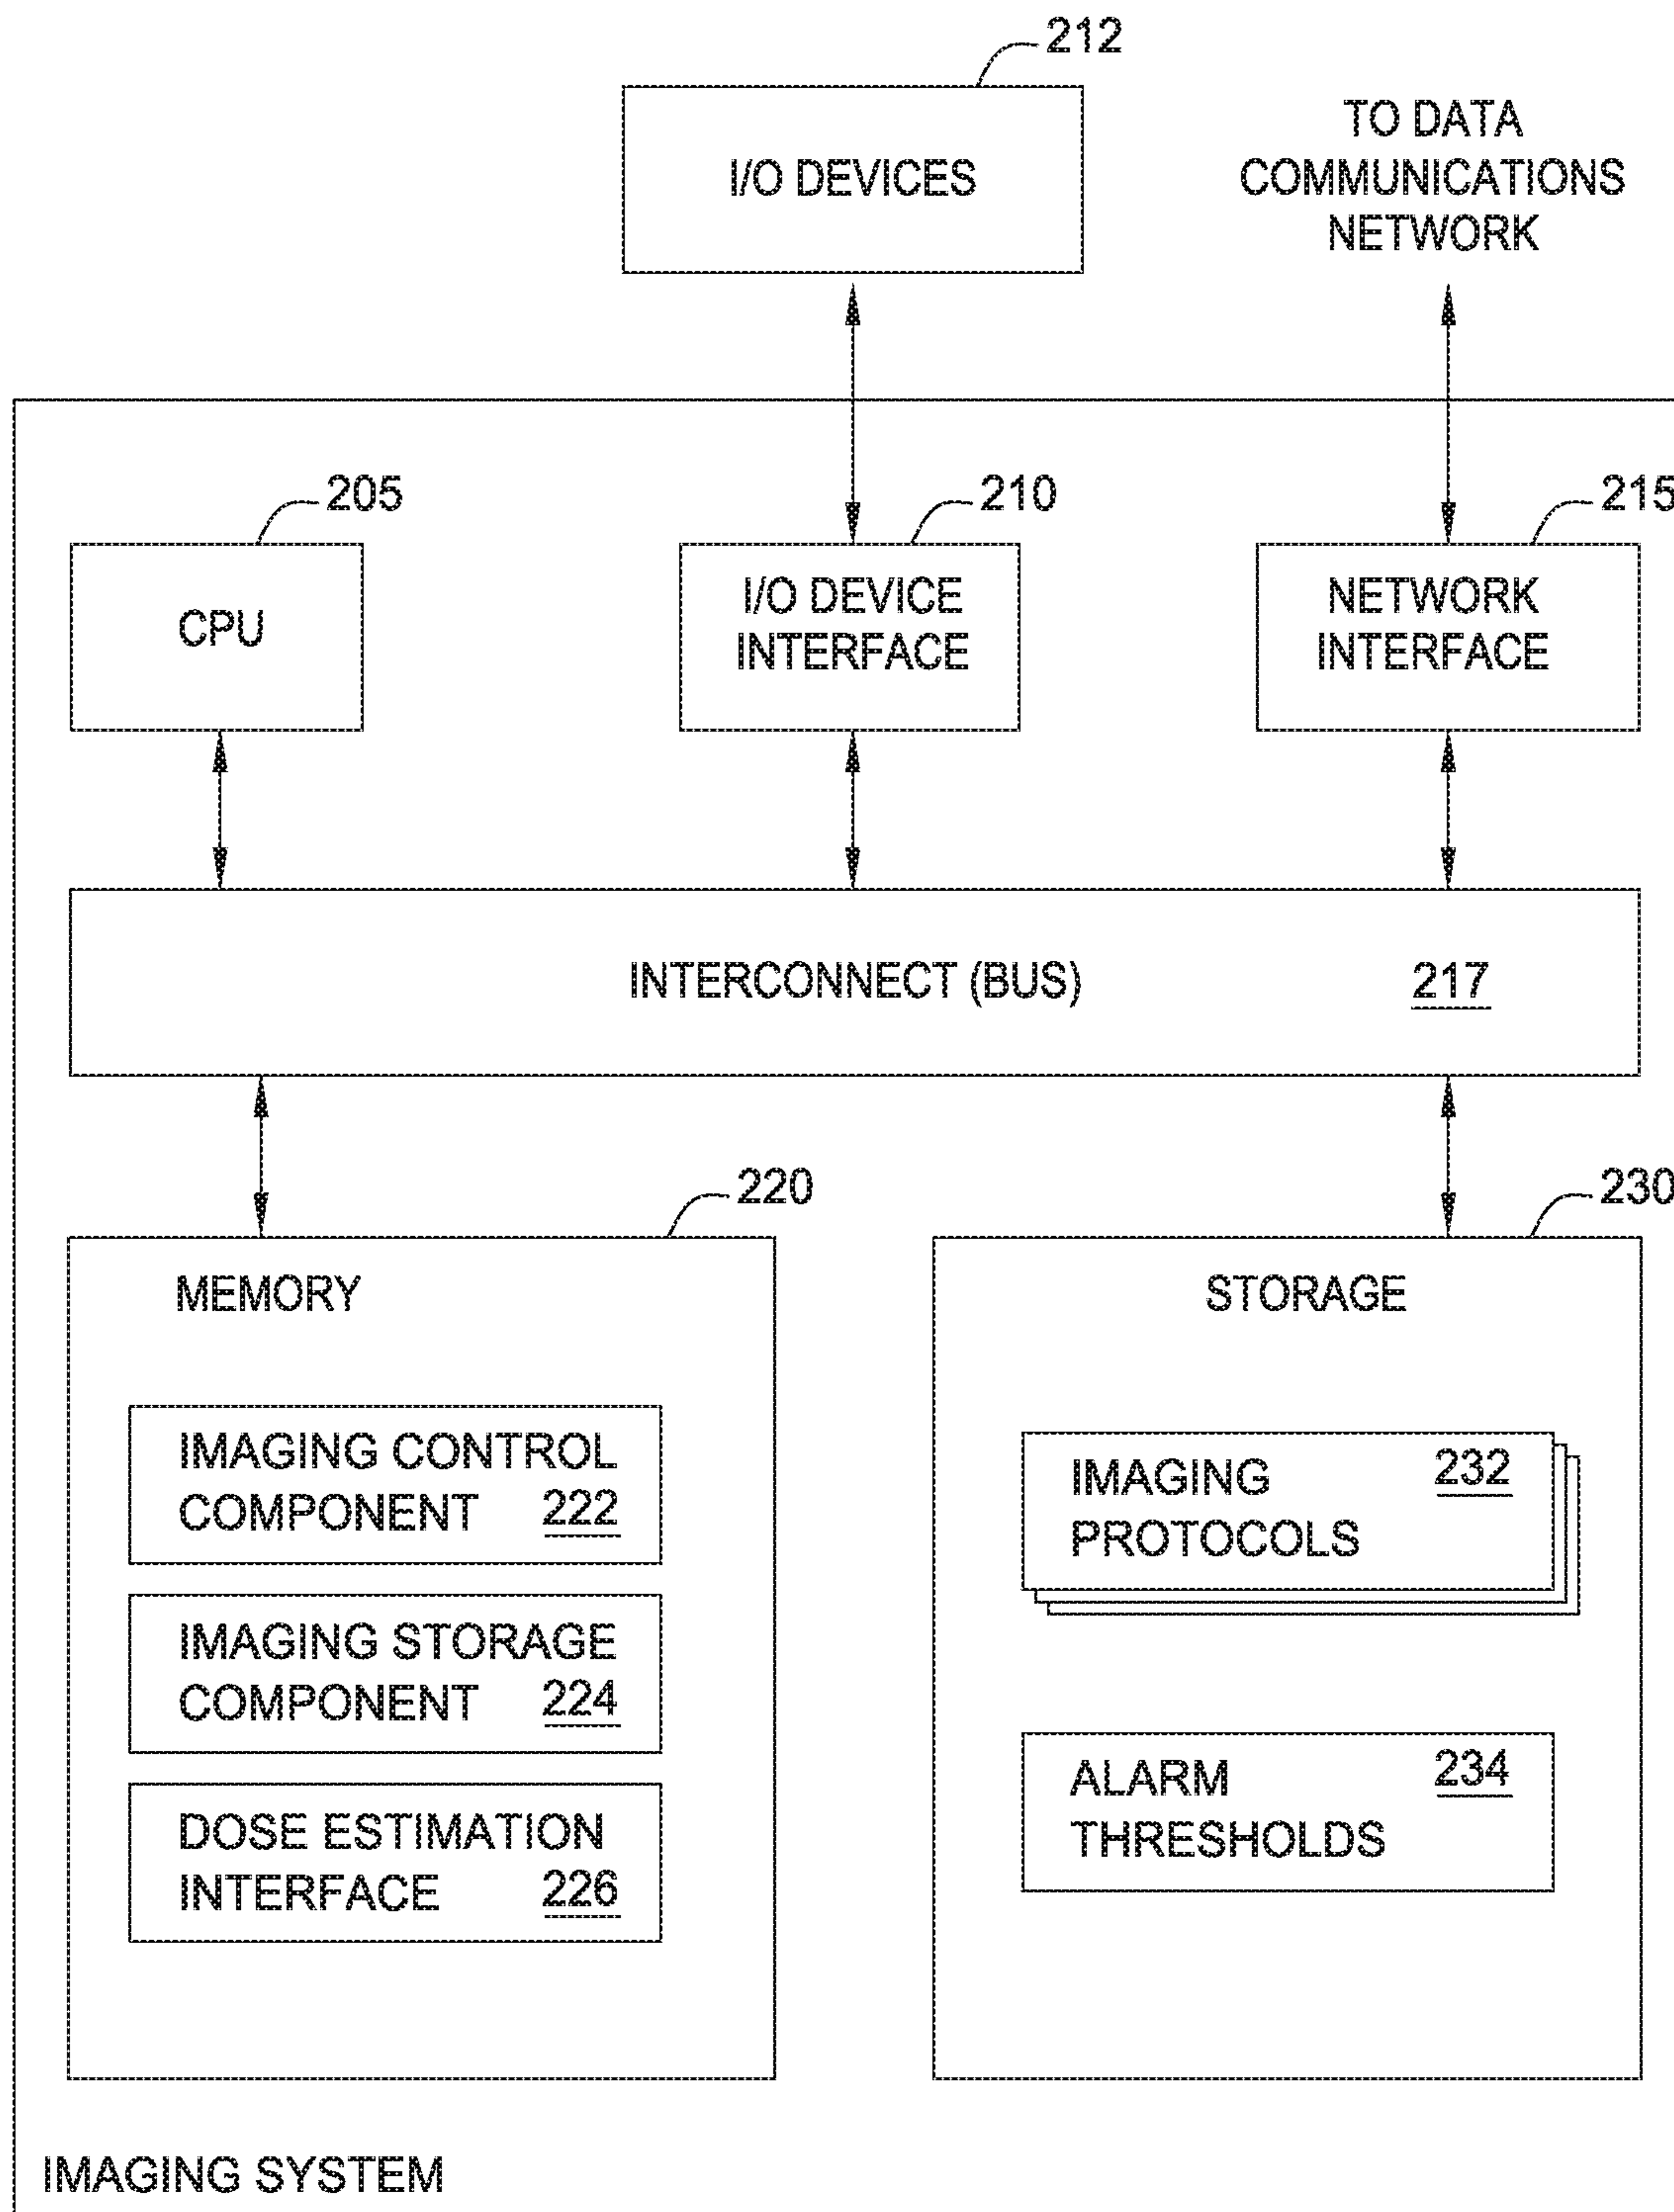 212
I/O DEVICES
TO DATA
COMMUNICATIONS
NETWORK
205
210
215
CPU
I/O DEVICE
INTERFACE
NETWORK
INTERFACE
INTERCONNECT (BUS) 217
220
230
MEMORY
IMAGING CONTROL
COMPONENT 222
IMAGING STORAGE
COMPONENT 224
DOSE ESTIMATION
INTERFACE 226
STORAGE
IMAGING 232
PROTOCOLS
ALARM 234
THRESHOLDS
IMAGING SYSTEM